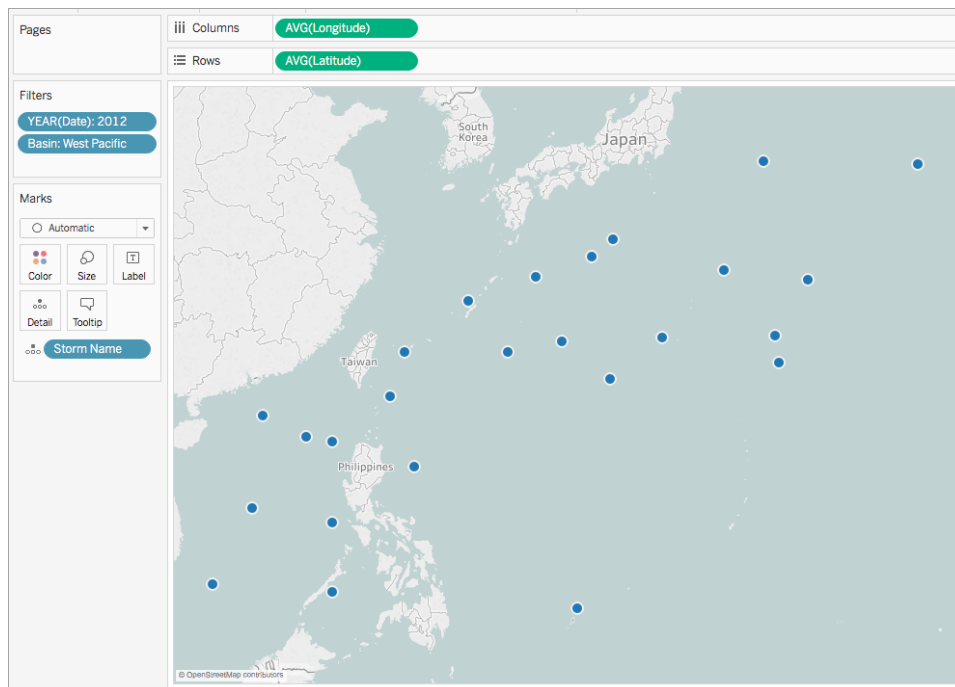 Pages
Columns
AVG(Longitude)
Rows
AVG(Latitude)
Filters
YEAR(Date): 2012
Basin: West Pacific
Marks
Automatic
Color
Size
Label
Detail
Tooltip
Storm Name
South
Korea
Japan
Taiwan
Philippines
© OpenStreetMap contributors